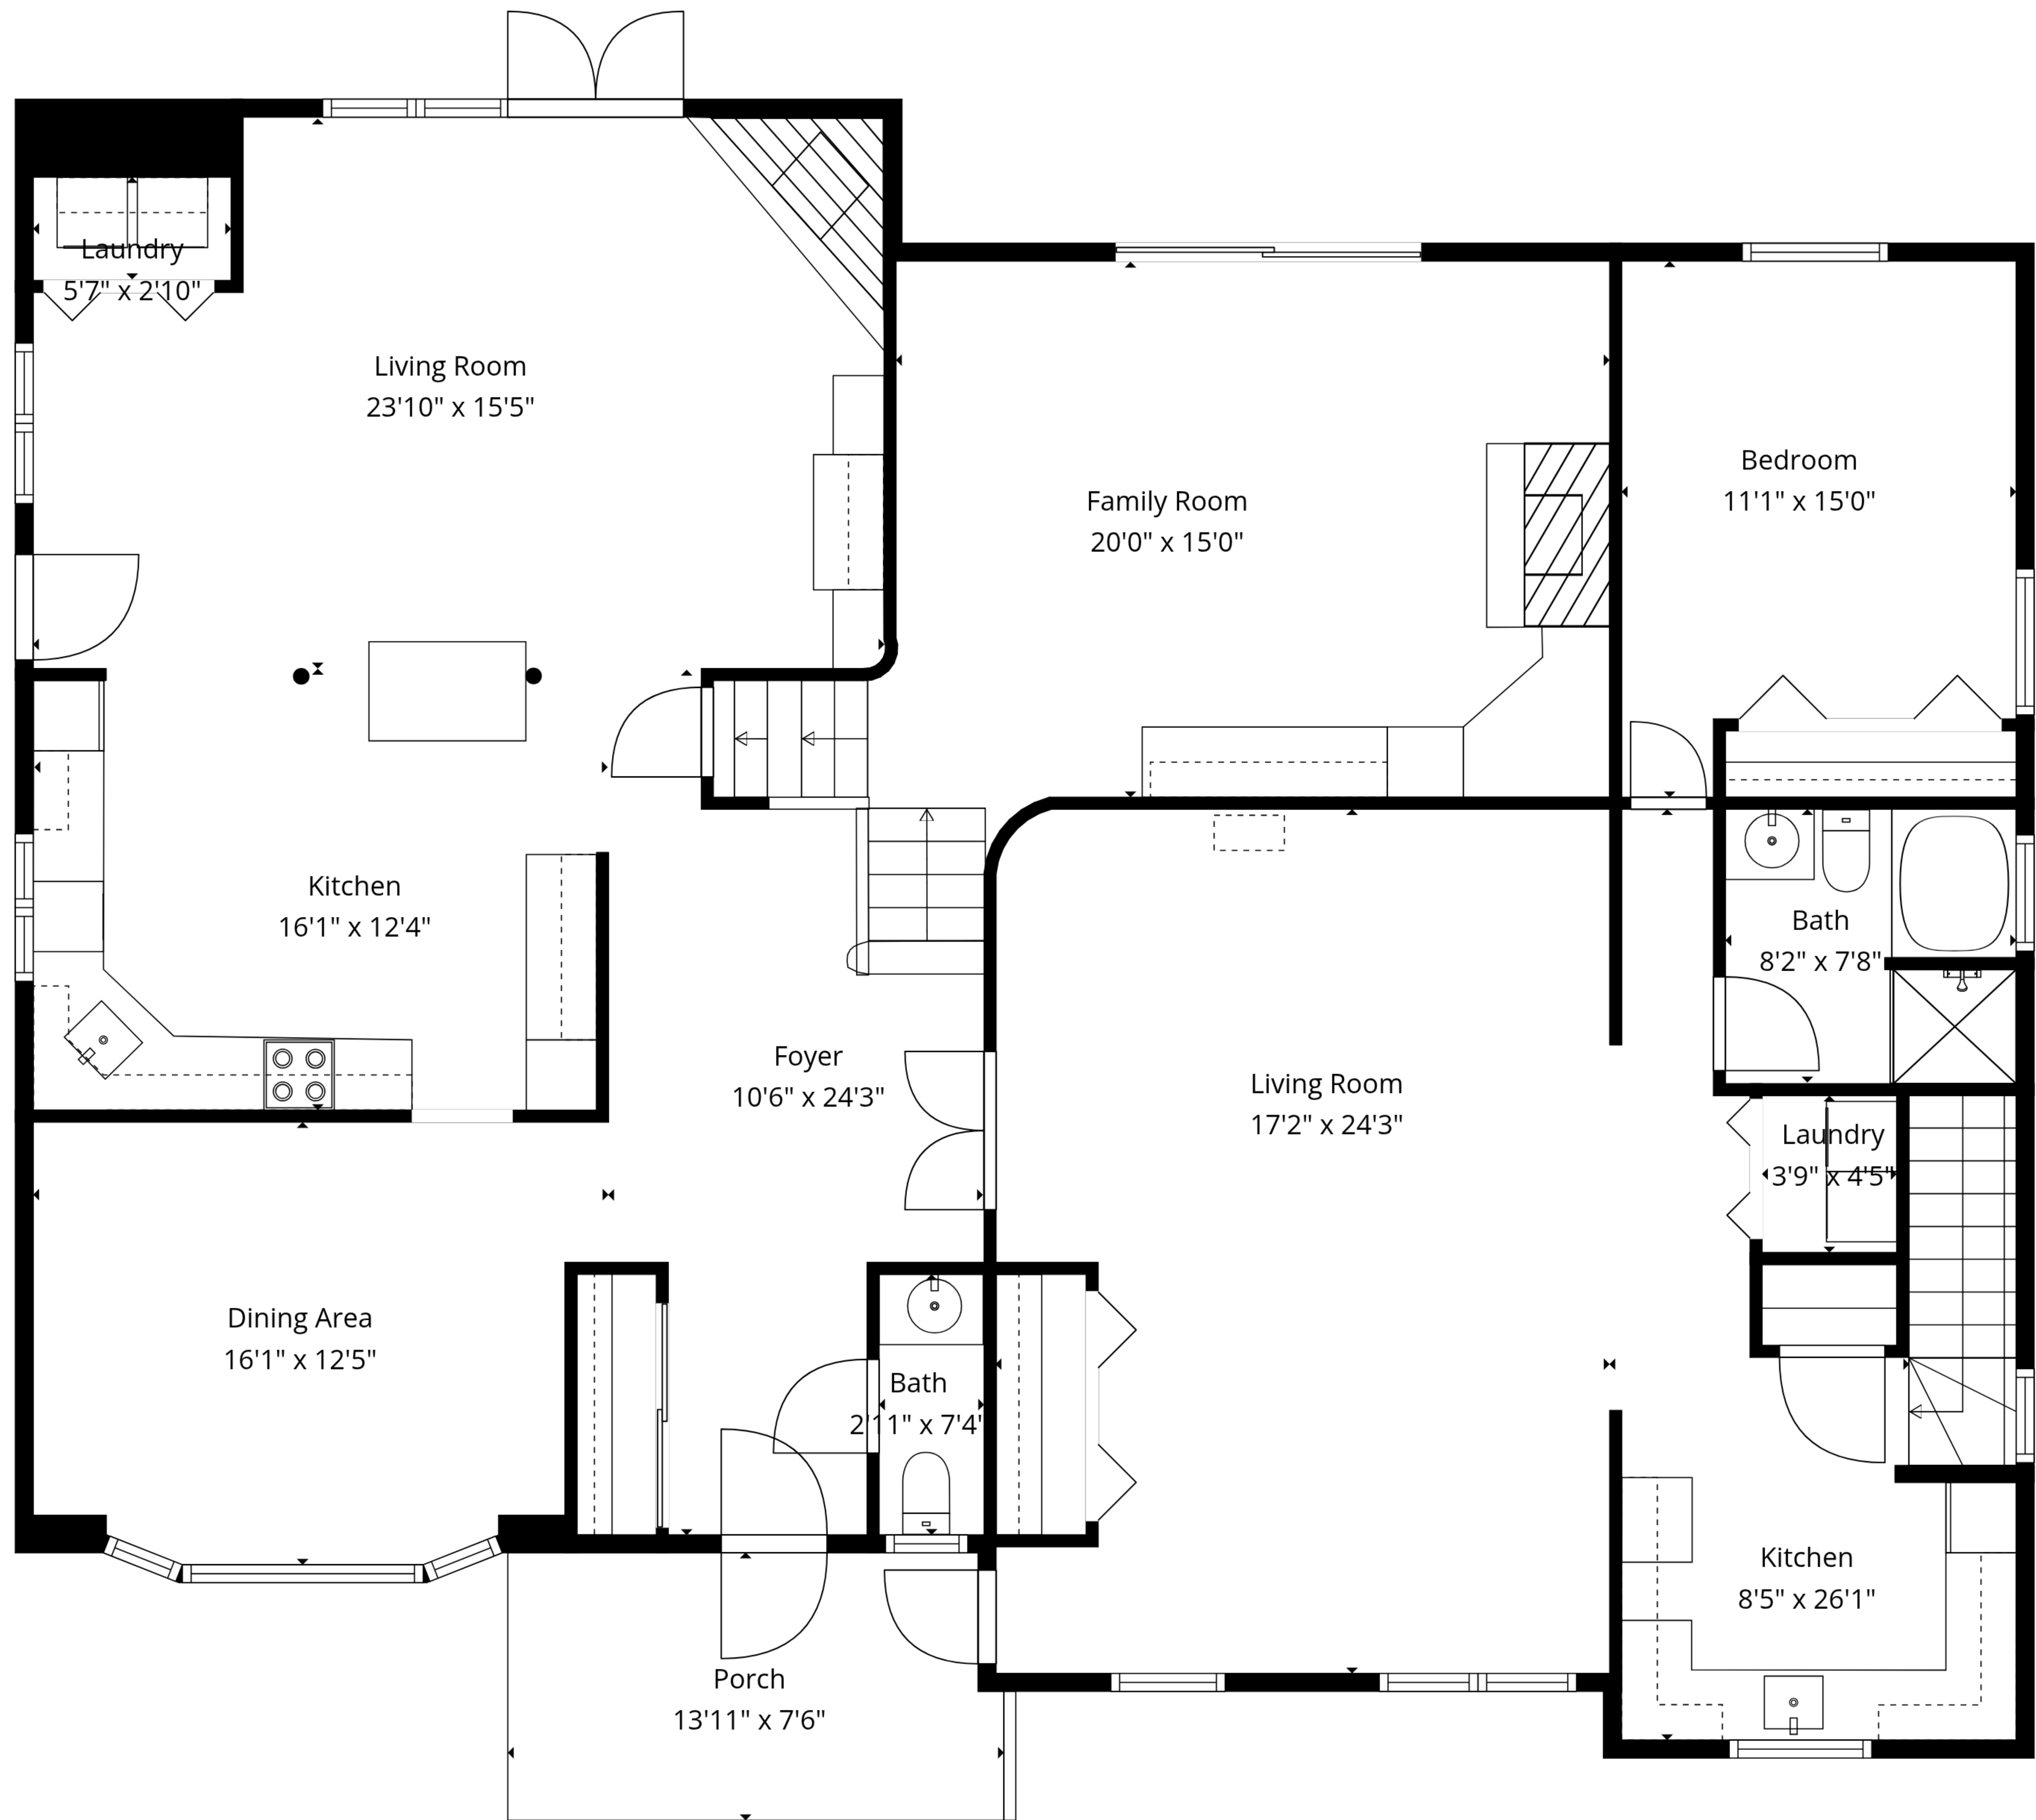 Laundry
5'7" x 2'10"
Living Room
23'10" x 15'5"
Family Room
20'0" x 15'0"
Bedroom
11'1" x 15'0"
Kitchen
16'1" x 12'4"
Foyer
10'6" x 24'3"
Living Room
17'2" x 24'3"
Bath
8'2" x 7'8"
Laundry
3'9" x 4'5"
Dining Area
16'1" x 12'5"
Bath
2'11" x 7'4"
Kitchen
8'5" x 26'1"
Porch
13'11" x 7'6"